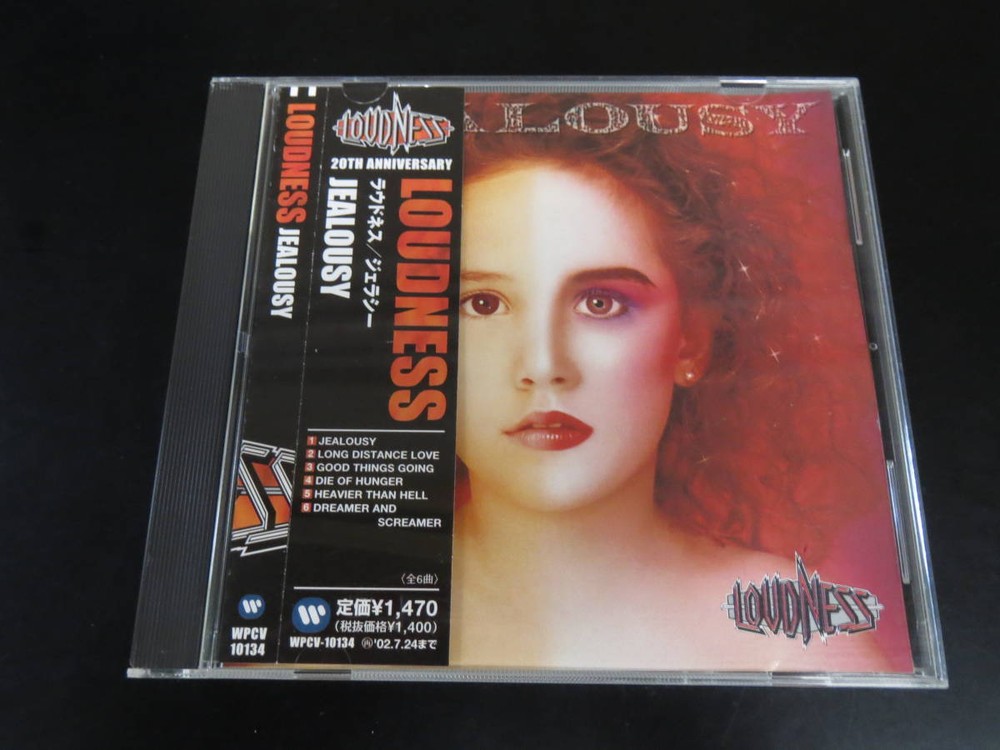 LOUDNESS JEALOUSY
WPCV
10134
LOUDNESS
20TH ANNIVERSARY
LOUDNESS
ラウドネス/ジェラシー
JEALOUSY
1 JEALOUSY
2 LONG DISTANCE LOVE
3 GOOD THINGS GOING
4 DIE OF HUNGER
5 HEAVIER THAN HELL
6 DREAMER AND
SCREAMER
〈全6曲〉
定価¥1,470
(税抜価格¥1,400)
WPCV-10134 Ⓗ'02.7.24まで
ALOUSY
LOUDNESS